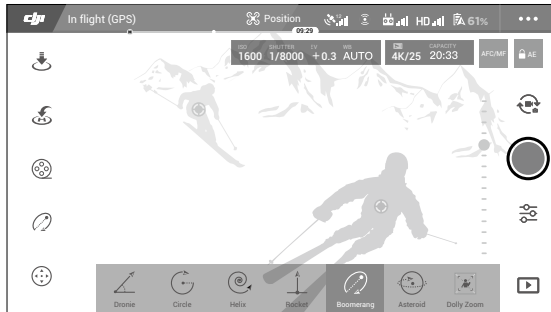 dji In flight (GPS) Position HD 61%
09:29
ISO SHUTTER EV WB CAPACITY
1600 1/8000 +0.3 AUTO 4K/25 20:33 AFC/MF AE
Dronie Circle Helix Rocket Boomerang Asteroid Dolly Zoom